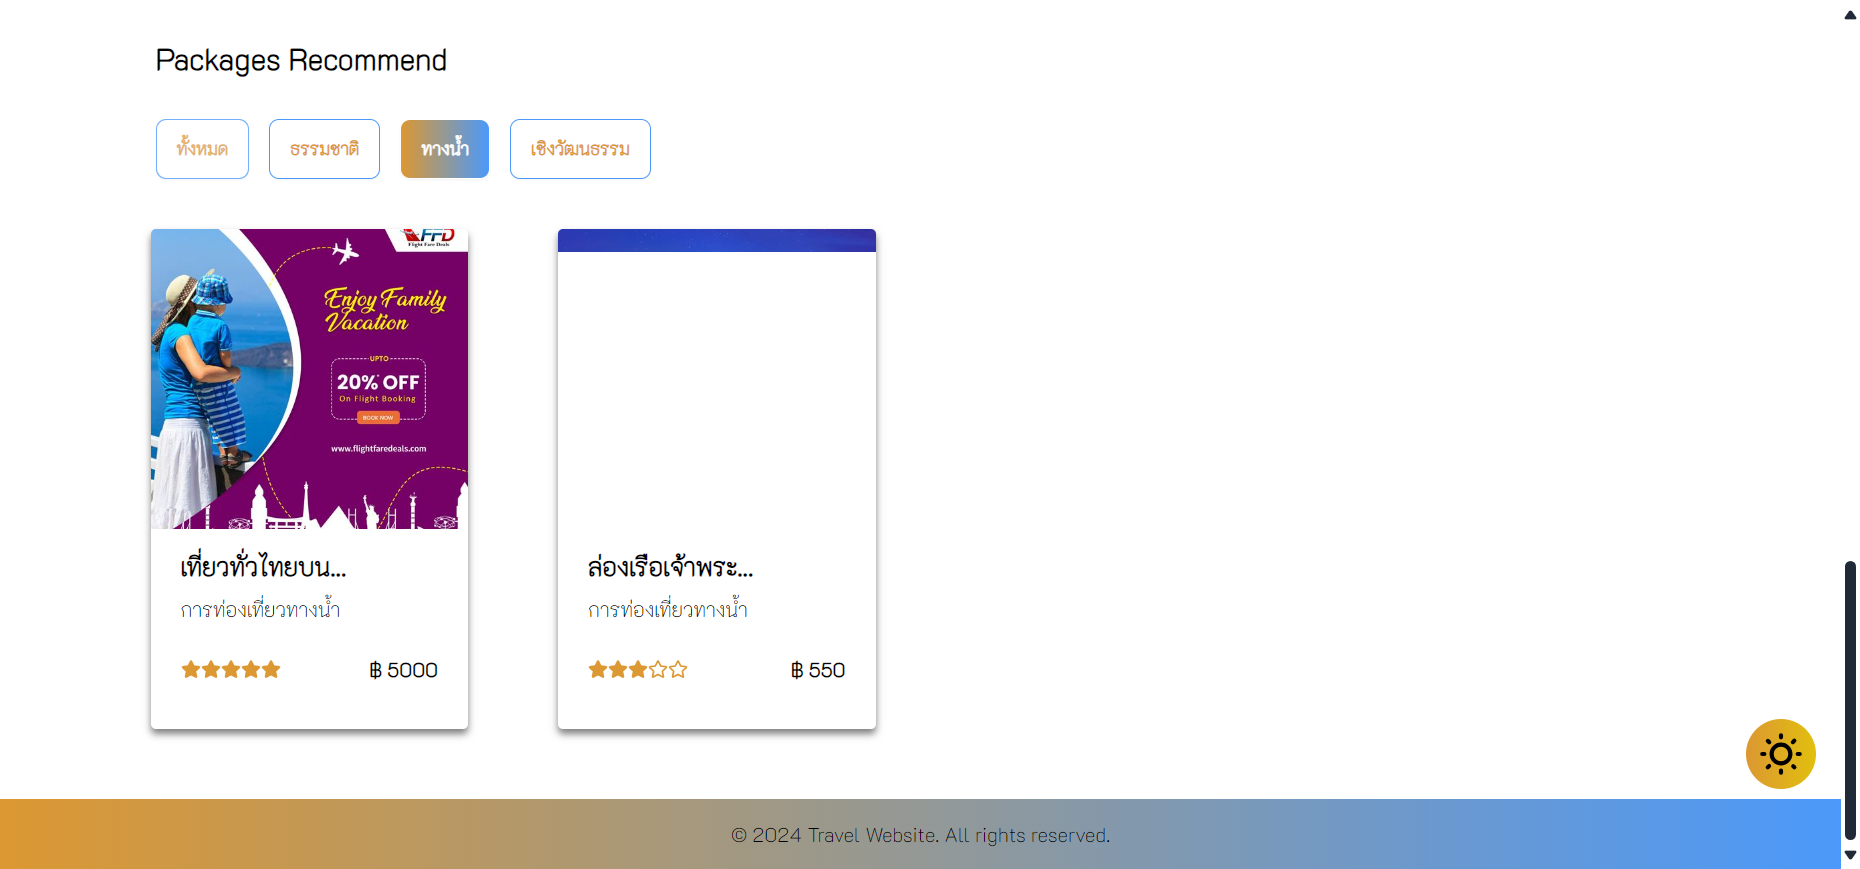 Packages Recommend
ทั้งหมด
ธรรมชาติ
ทางน้ำ
เชิงวัฒนธรรม
FFD
Flight Fare Deals
Enjoy Family
Vacation
UPTO
20% OFF
On Flight Booking
BOOK NOW
www.flightfaredeals.com
เที่ยวทั่วไทยบน...
การท่องเที่ยวทางน้ำ
฿ 5000
ล่องเรือเจ้าพระ...
การท่องเที่ยวทางน้ำ
฿ 550
© 2024 Travel Website. All rights reserved.